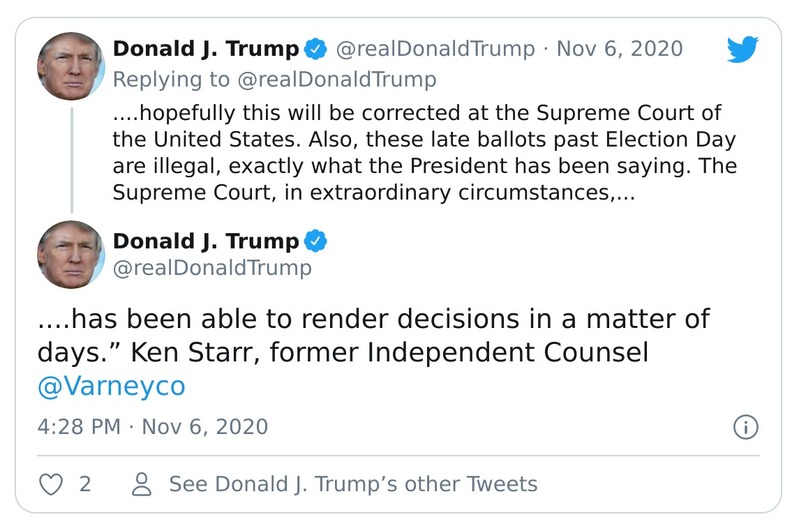 Donald J. Trump @realDonaldTrump · Nov 6, 2020
Replying to @realDonaldTrump
....hopefully this will be corrected at the Supreme Court of
the United States. Also, these late ballots past Election Day
are illegal, exactly what the President has been saying. The
Supreme Court, in extraordinary circumstances,...
Donald J. Trump
@realDonaldTrump
....has been able to render decisions in a matter of
days.” Ken Starr, former Independent Counsel
@Varneyco
4:28 PM · Nov 6, 2020
2 See Donald J. Trump’s other Tweets